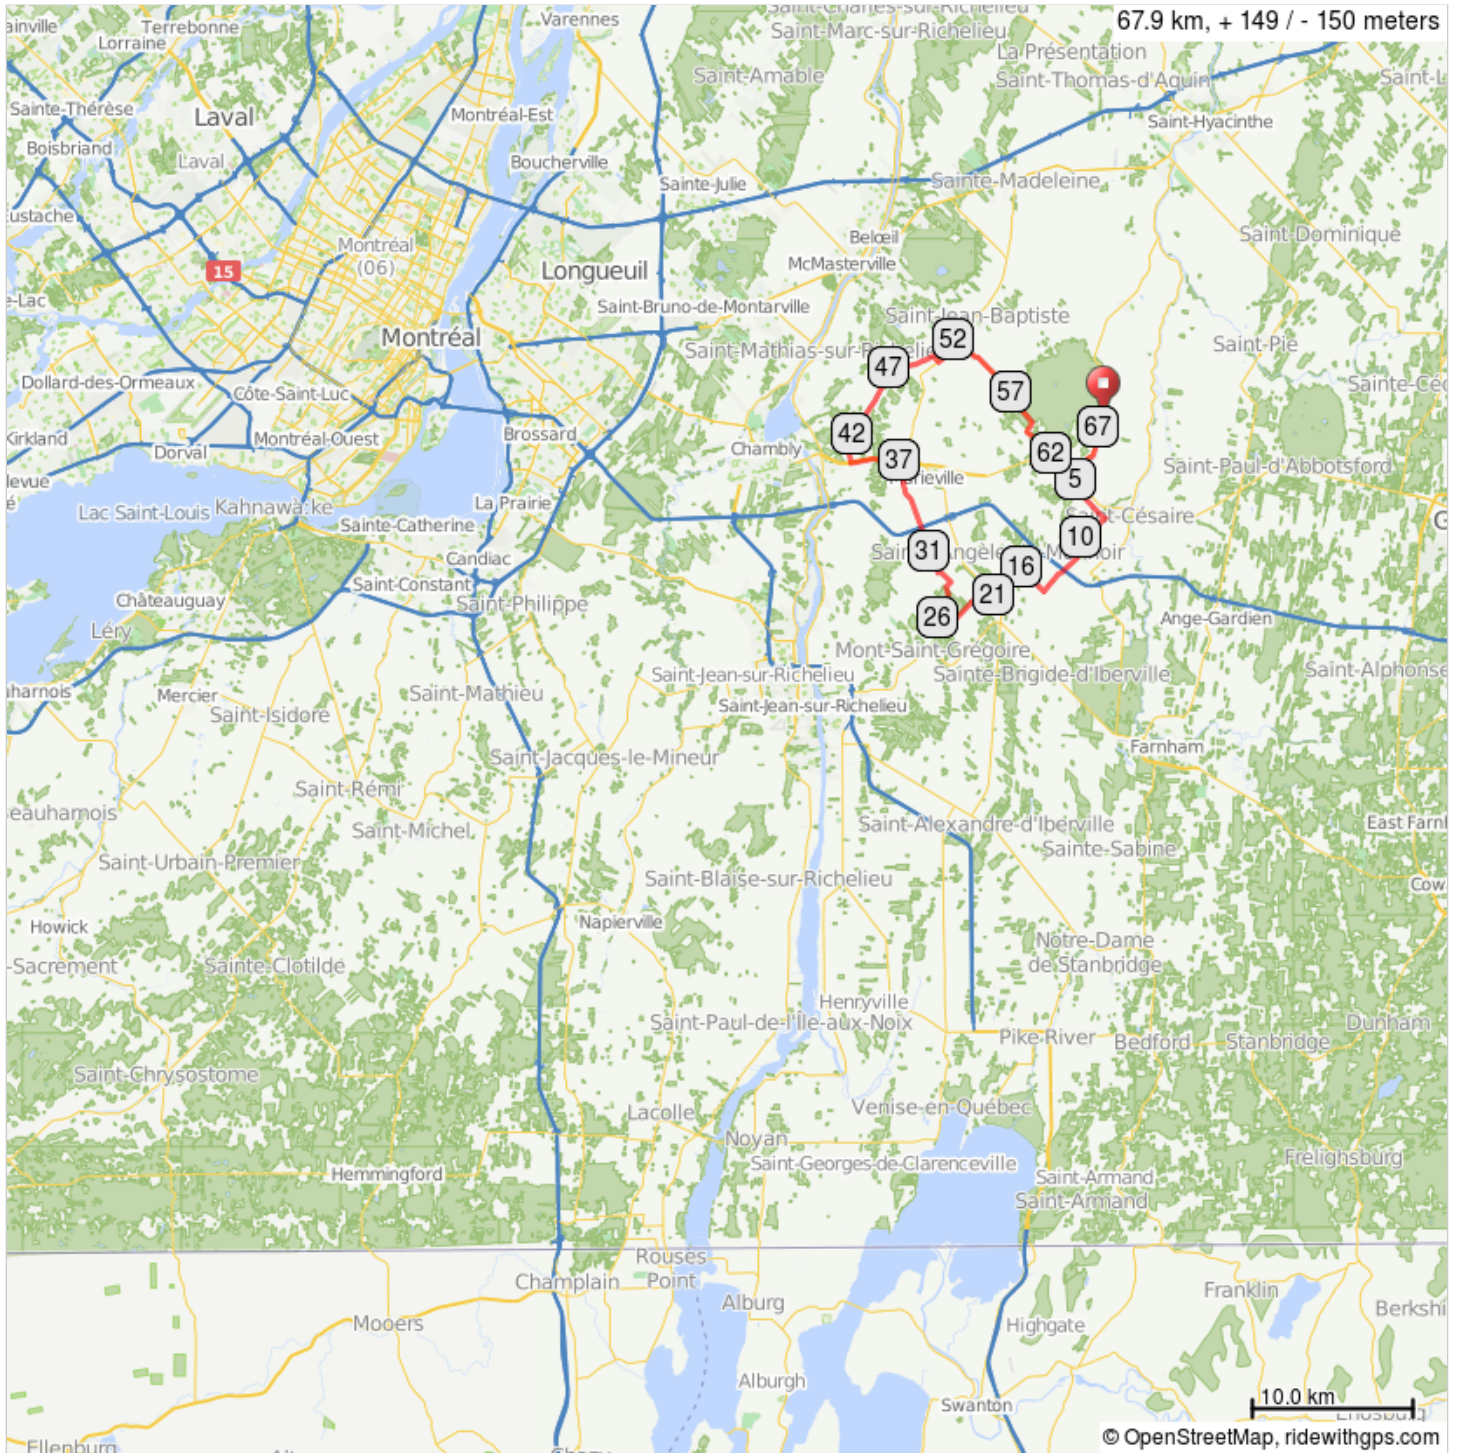 67.9 km, + 149 / - 150 meters
Terrebonne
Varennes
Saint-Marc-sur-Richelieu
Lorraine
La Présentation
Saint-Amable
Saint-Thomas-d'Aquin
Sainte-Thérèse
Laval
Montréal-Est
Saint-Hyacinthe
Boisbriand
Laval
Boucherville
Sainte-Julie
Sainte-Madeleine
Montréal
(06)
Belœil
Saint-Dominique
15
Longueuil
McMasterville
Saint-Bruno-de-Montarville
Saint-Jean-Baptiste
Montréal
52
Saint-Pie
47
Dollard-des-Ormeaux
Côte-Saint-Luc
57
42
67
Kirkland
Montréal-Ouest
Brossard
Chambly
62
Dorval
37
Saint-Paul-d'Abbotsford
5
Lac Saint-Louis
Kahnawà:ke
La Prairie
Sainte-Catherine
10
Candiac
31
16
Saint-Constant
Châteauguay
Saint-Philippe
21
26
Ange-Gardien
Léry
Mont-Saint-Grégoire
Saint-Jean-sur-Richelieu
Sainte-Brigide-d'Iberville
Mercier
Saint-Mathieu
Saint-Isidore
Saint-Jean-sur-Richelieu
Farnham
Saint-Jacques-le-Mineur
Saint-Rémi
Saint-Michel
Saint-Alexandre-d'Iberville
Sainte-Sabine
Saint-Urbain-Premier
Saint-Blaise-sur-Richelieu
Howick
Napierville
Notre-Dame
de Stanbridge
Sainte-Clotilde
Henryville
Saint-Paul-de-l'Île-aux-Noix
Dunham
Pike River
Bedford
Stanbridge
Saint-Chrysostome
Lacolle
Venise-en-Québec
Noyan
Saint-Georges-de-Clarenceville
Frelighsburg
Hemmingford
Saint-Armand
Saint-Armand
Rouses
Point
Champlain
Franklin
Alburg
Mooers
Highgate
Alburgh
Swanton
10.0 km
© OpenStreetMap, ridewithgps.com